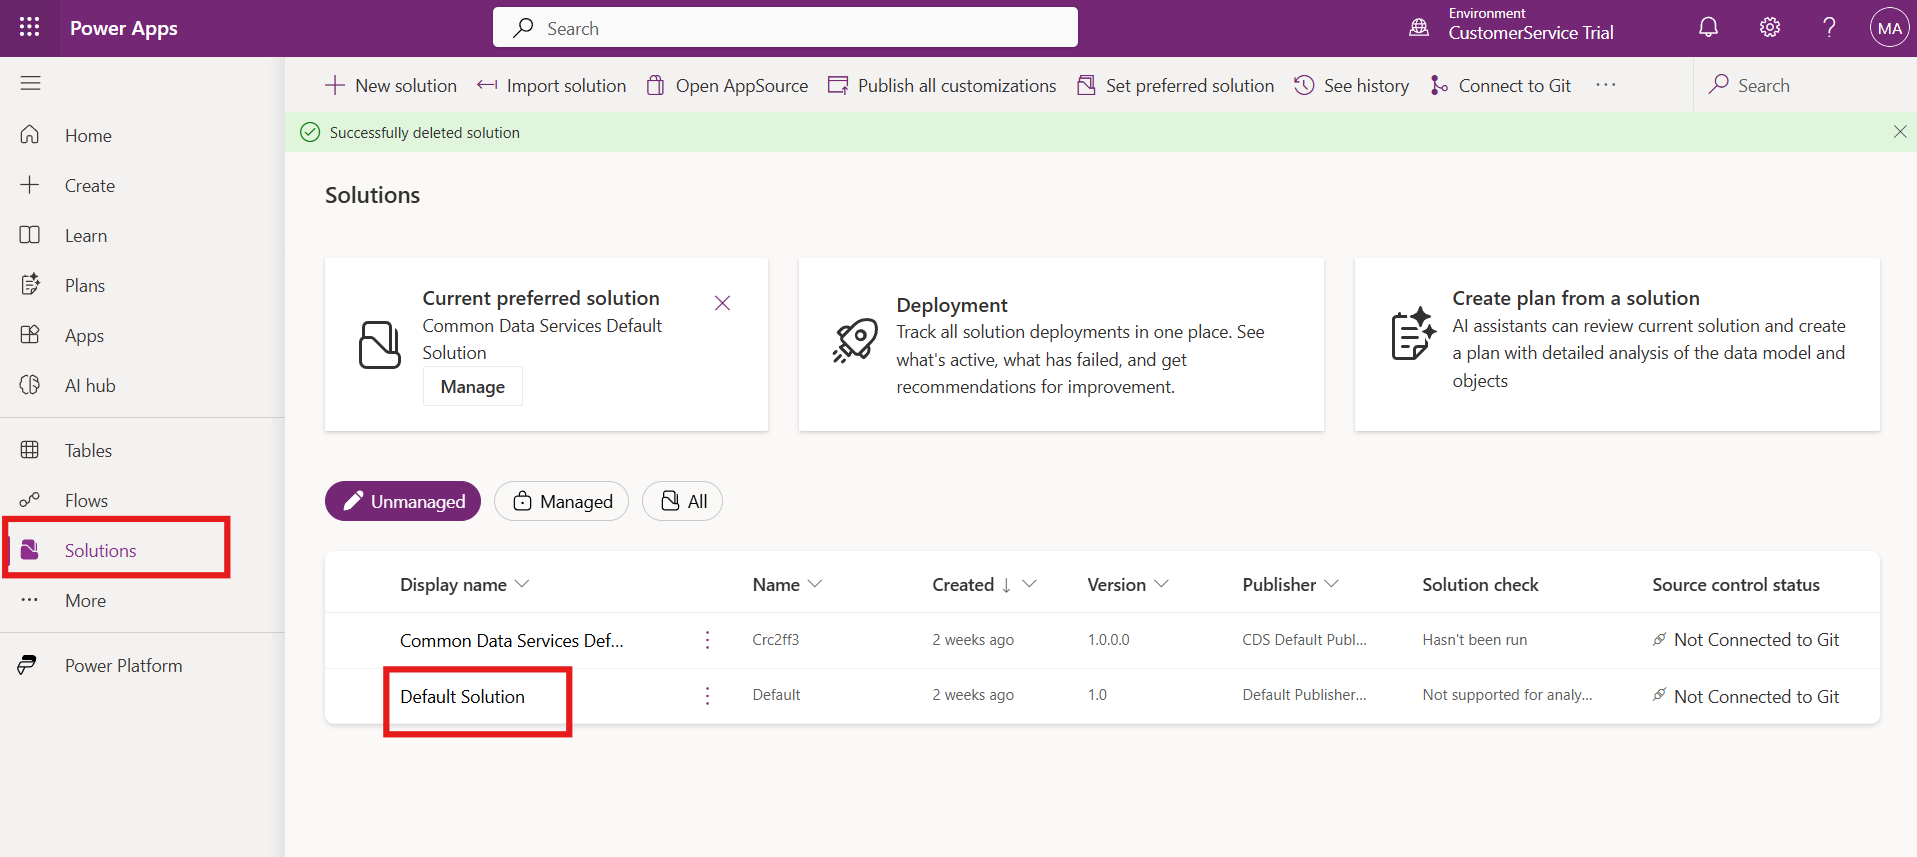 Power Apps
Search
Environment
CustomerService Trial
MA
New solution
Import solution
Open AppSource
Publish all customizations
Set preferred solution
See history
Connect to Git
Search
Successfully deleted solution
Home
Create
Learn
Plans
Apps
AI hub
Tables
Flows
Solutions
More
Power Platform
Solutions
Current preferred solution
Common Data Services Default
Solution
Manage
Deployment
Track all solution deployments in one place. See
what's active, what has failed, and get
recommendations for improvement.
Create plan from a solution
AI assistants can review current solution and create
a plan with detailed analysis of the data model and
objects
Unmanaged
Managed
All
Display name
Name
Created
Version
Publisher
Solution check
Source control status
Common Data Services Def...
Crc2ff3
2 weeks ago
1.0.0.0
CDS Default Publ...
Hasn't been run
Not Connected to Git
Default Solution
Default
2 weeks ago
1.0
Default Publisher...
Not supported for analy...
Not Connected to Git